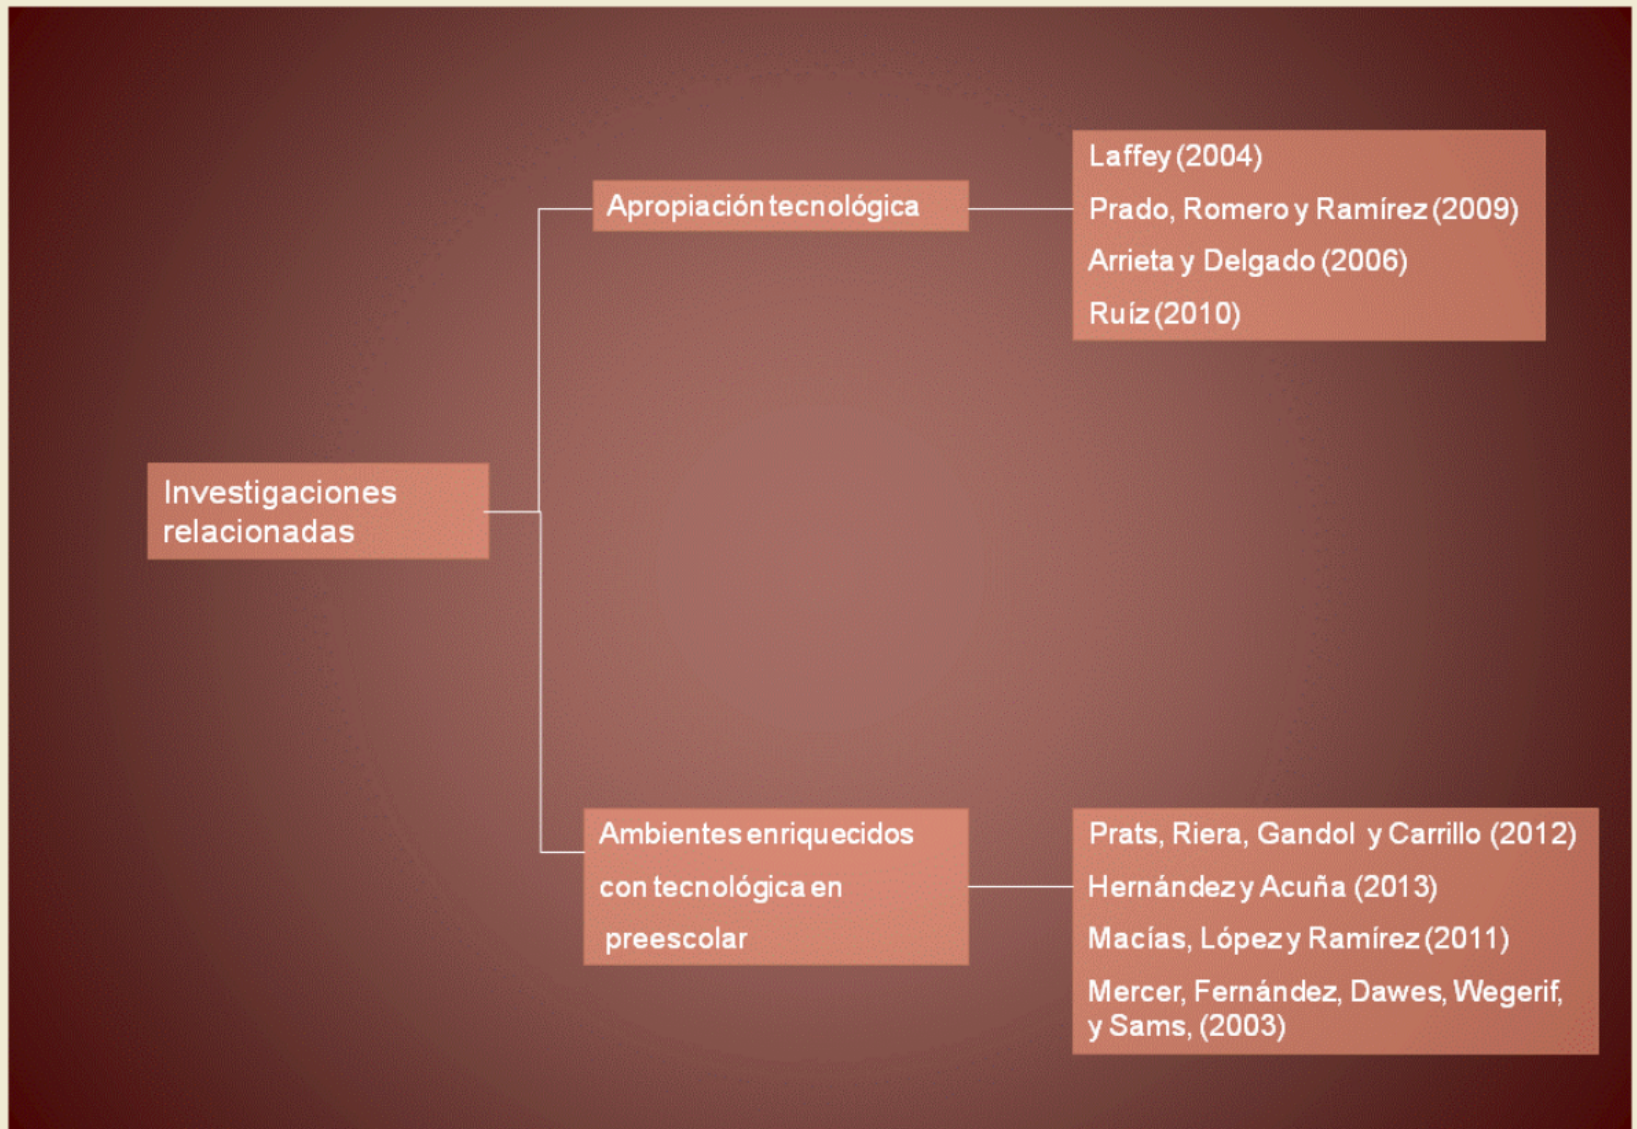 Laffey (2004)
Apropiación tecnológica
Prado, Romero y Ramírez (2009)
Arrieta y Delgado (2006)
Ruíz (2010)
Investigaciones
relacionadas
Ambientes enriquecidos
con tecnológica en
preescolar
Prats, Riera, Gandol y Carrillo (2012)
Hernández y Acuña (2013)
Macías, López y Ramírez (2011)
Mercer, Fernández, Dawes, Wegerif,
y Sams, (2003)